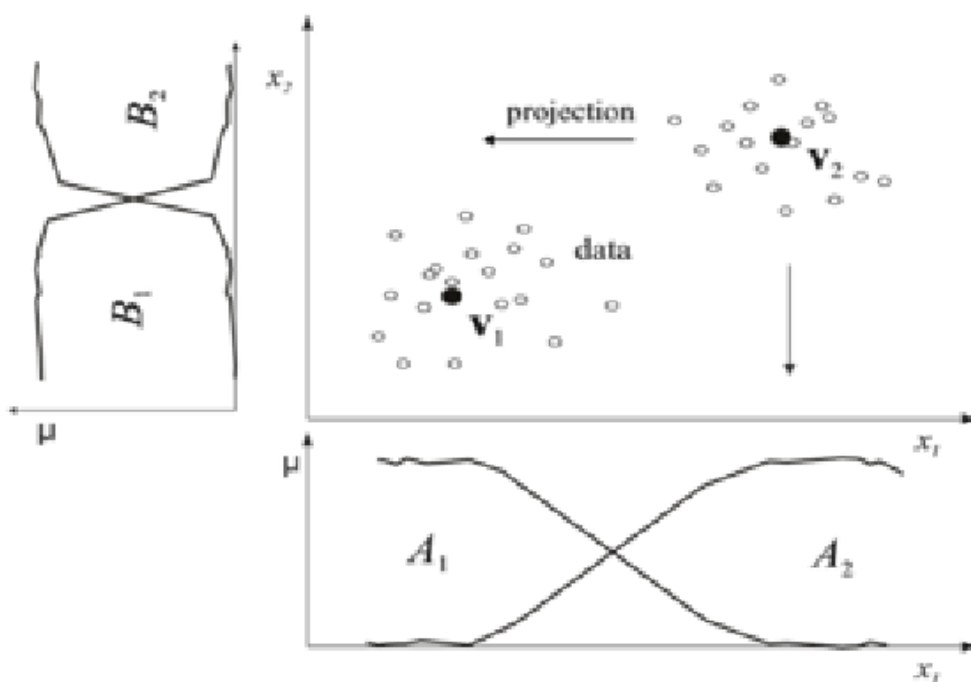 x₂
B₂
projection
v₂
data
B₁
v₁
μ
x₁
μ
A₁
A₂
x₁